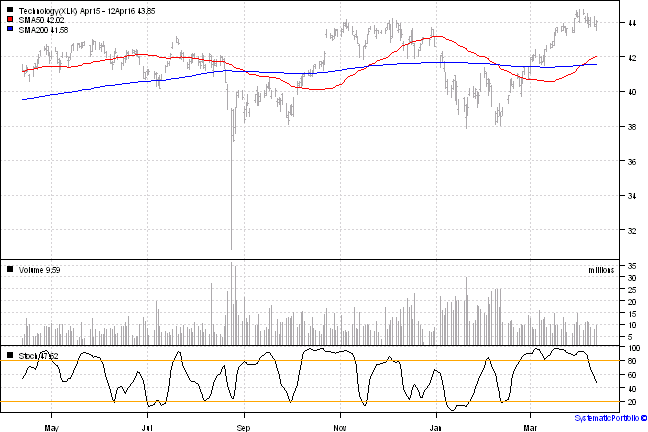 Technology(XLK) Apr15 - 12Apr16 43.85
SMA50 42.02
SMA200 41.58
44
42
40
38
36
34
32
Volume 9.59
millions
35
30
25
20
15
10
5
Stoch 47.62
100
80
60
40
20
May Jul Sep Nov Jan Mar
SystematicPortfolio ©